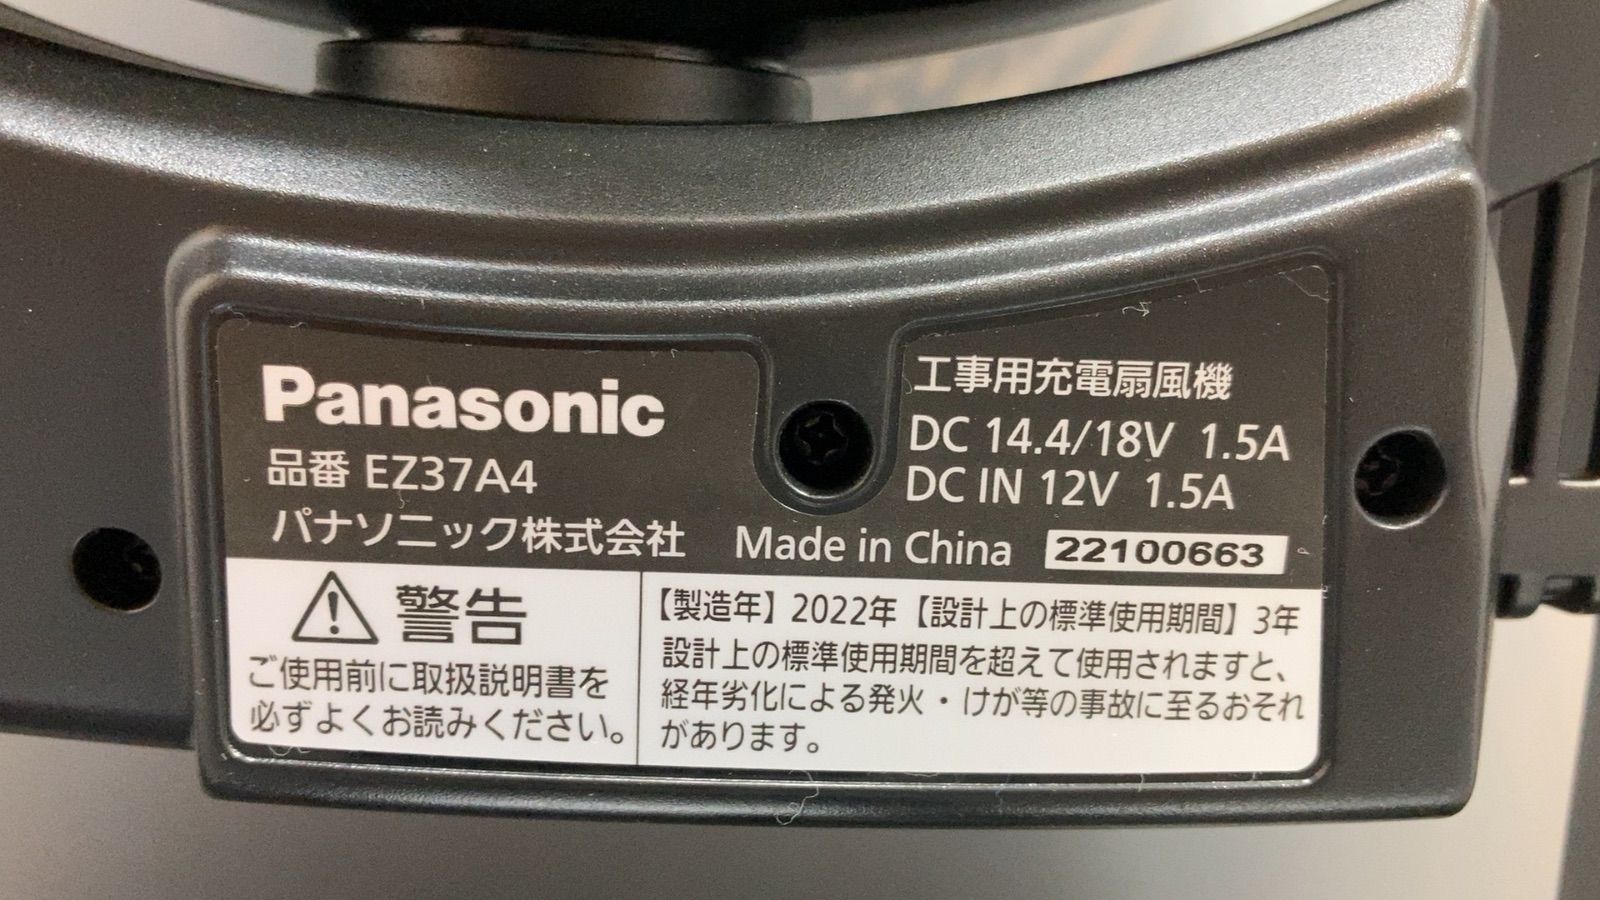 Panasonic
品番 EZ37A4
パナソニック株式会社
工事用充電扇風機
DC 14.4/18V 1.5A
DC IN 12V 1.5A
Made in China 22100663
警告
ご使用前に取扱説明書を
必ずよくお読みください。
【製造年】2022年【設計上の標準使用期間】3年
設計上の標準使用期間を超えて使用されますと、
経年劣化による発火・けが等の事故に至るおそれ
があります。